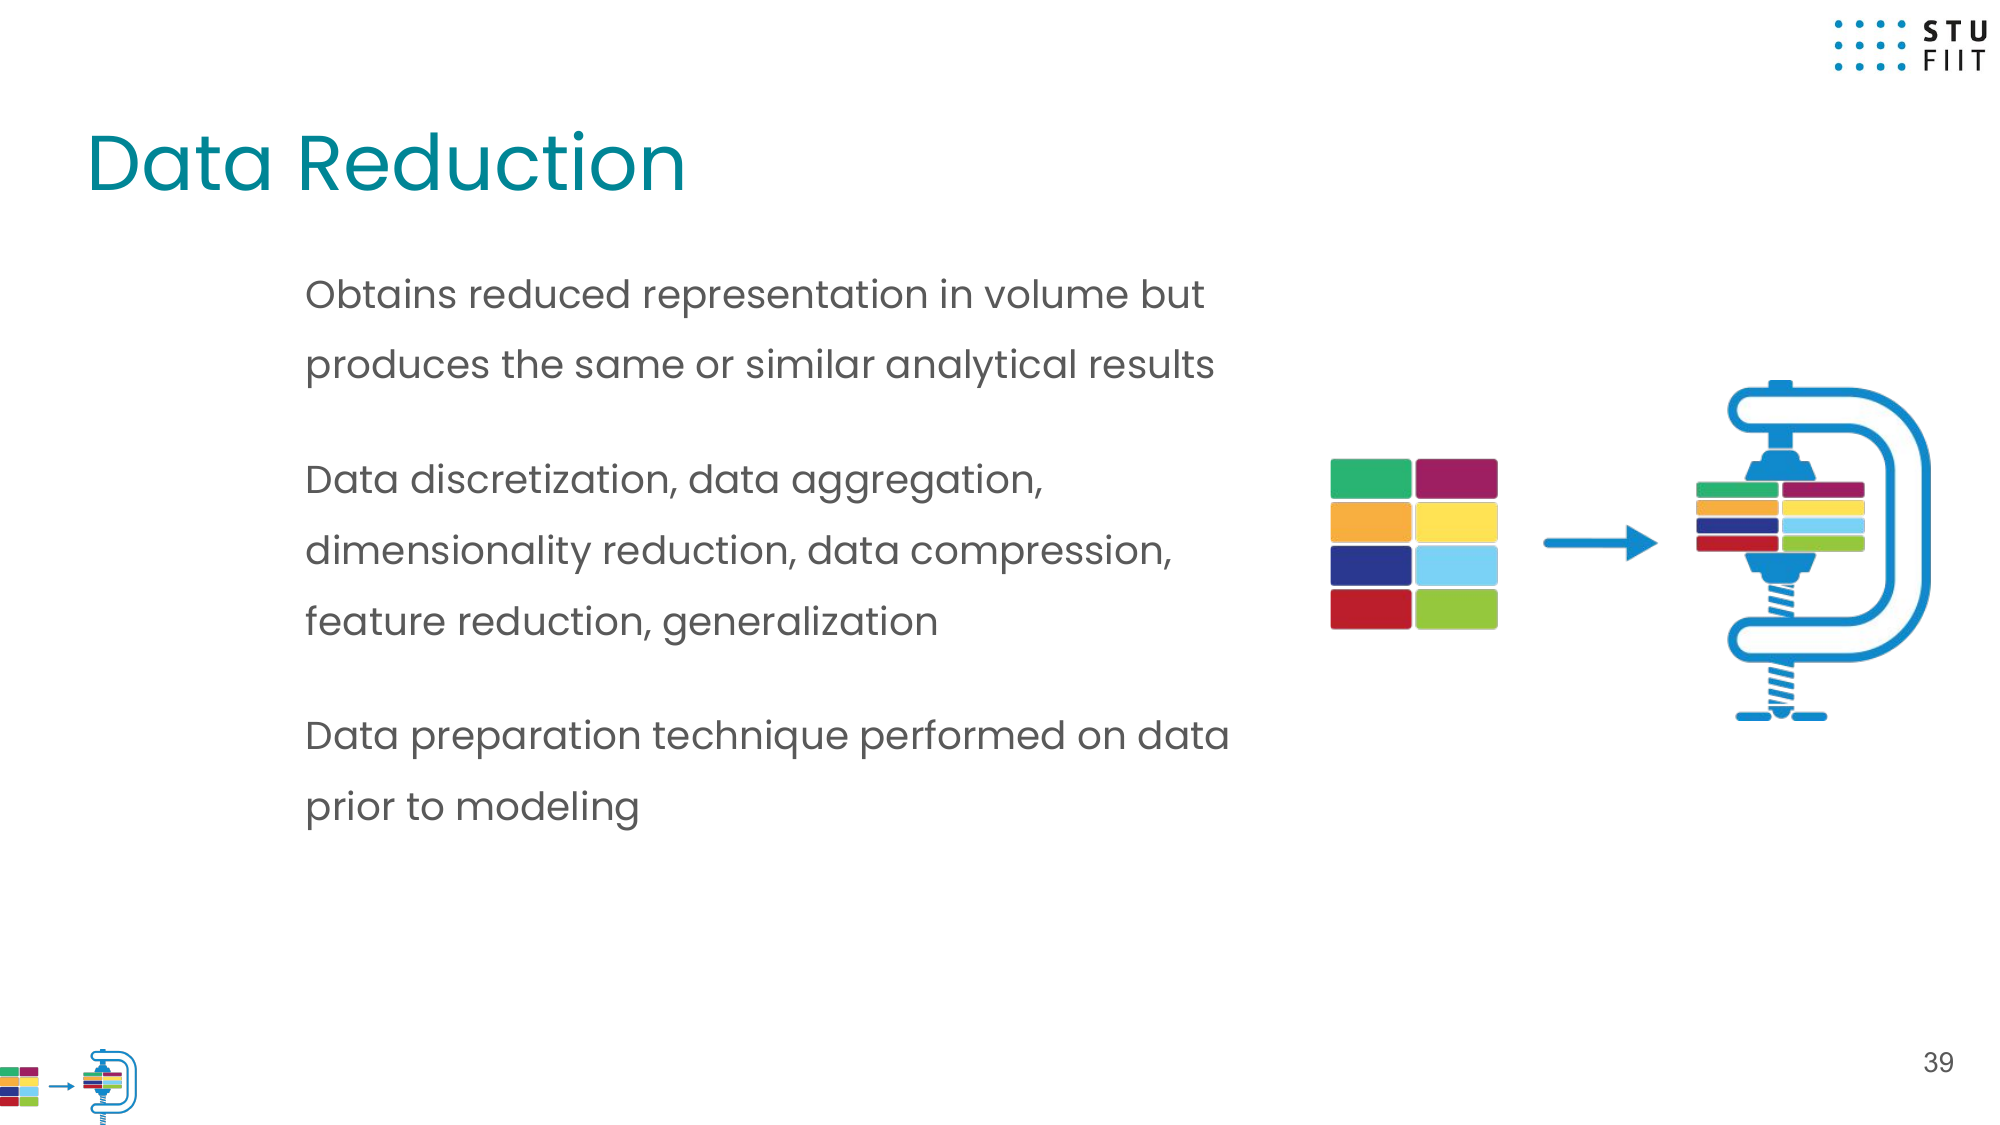 STU
FIIT
Data Reduction
Obtains reduced representation in volume but
produces the same or similar analytical results
Data discretization, data aggregation,
dimensionality reduction, data compression,
feature reduction, generalization
Data preparation technique performed on data
prior to modeling
39